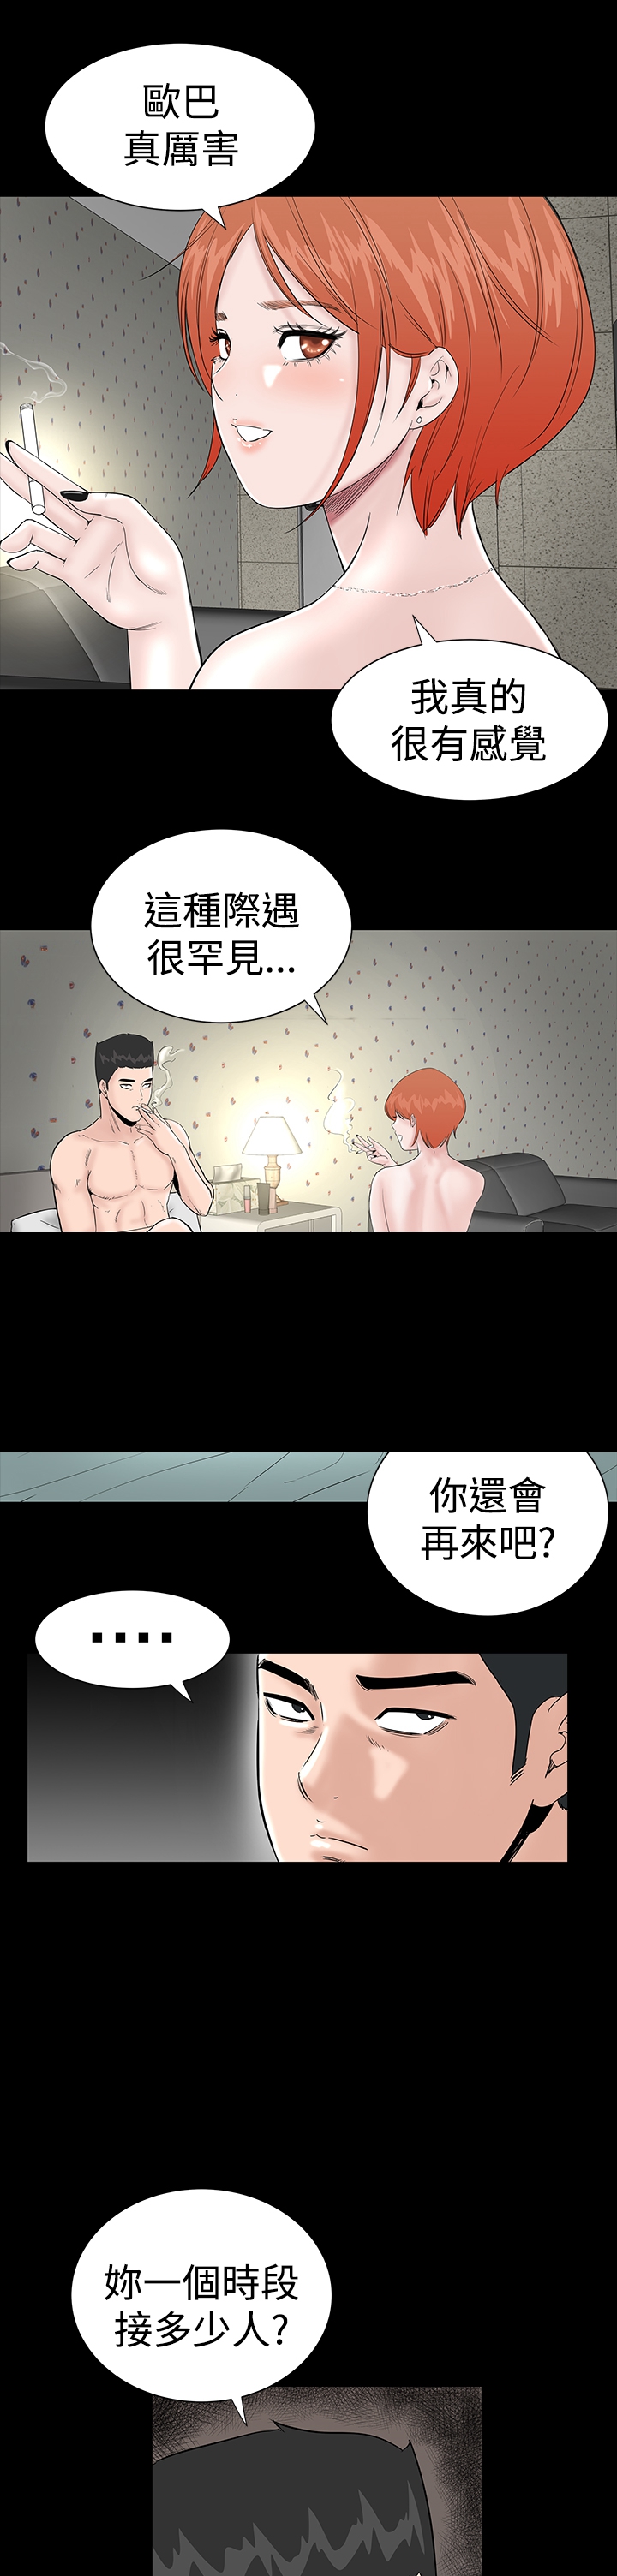 歐巴
真厲害
我真的
很有感覺
這種際遇
很罕見...
你還會
再來吧?
....
妳一個時段
接多少人?